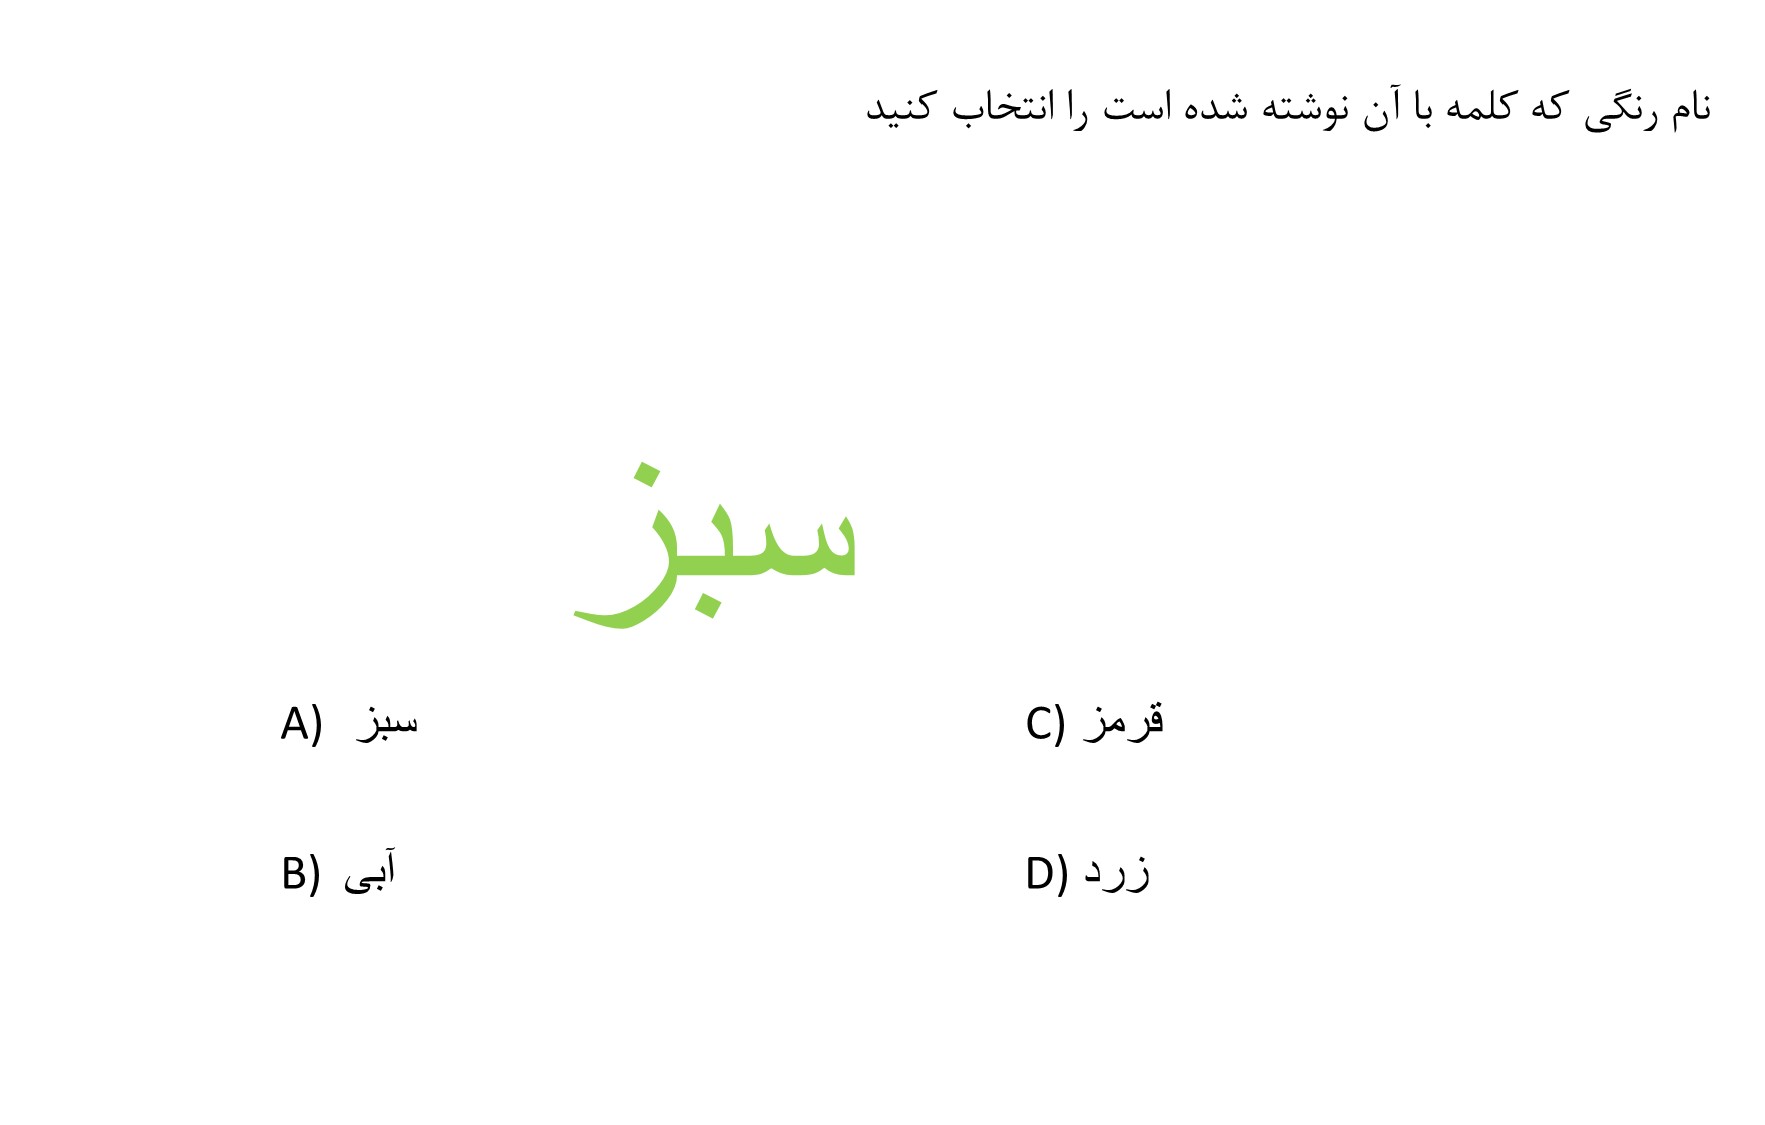 نام رنگی که کلمه با آن نوشته شده است را انتخاب کنید
سبز
A) سبز
C) قرمز
B) آبی
D) زرد